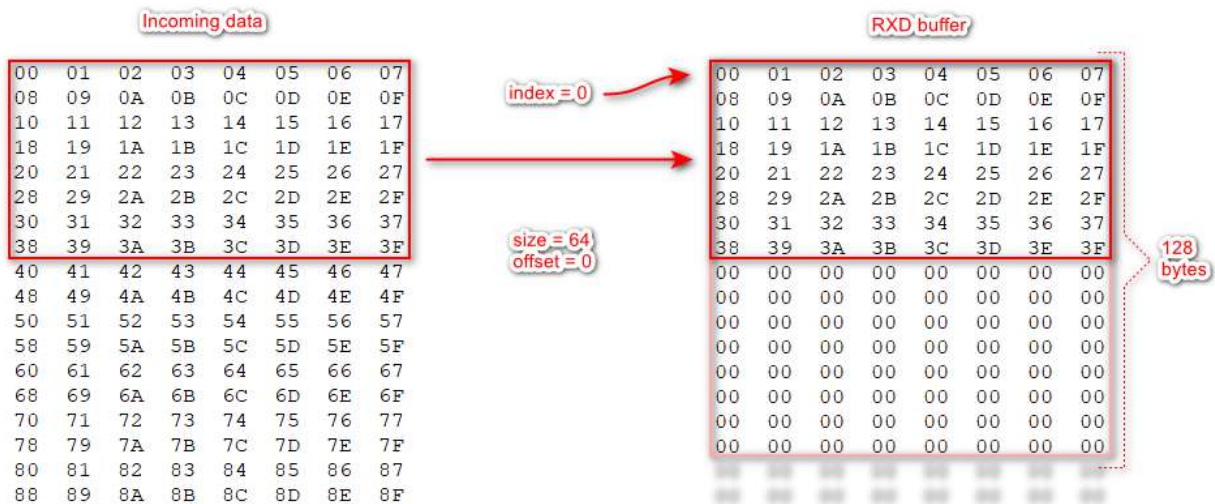 Incoming data
00 01 02 03 04 05 06 07
08 09 0A 0B 0C 0D 0E 0F
10 11 12 13 14 15 16 17
18 19 1A 1B 1C 1D 1E 1F
20 21 22 23 24 25 26 27
28 29 2A 2B 2C 2D 2E 2F
30 31 32 33 34 35 36 37
38 39 3A 3B 3C 3D 3E 3F
40 41 42 43 44 45 46 47
48 49 4A 4B 4C 4D 4E 4F
50 51 52 53 54 55 56 57
58 59 5A 5B 5C 5D 5E 5F
60 61 62 63 64 65 66 67
68 69 6A 6B 6C 6D 6E 6F
70 71 72 73 74 75 76 77
78 79 7A 7B 7C 7D 7E 7F
80 81 82 83 84 85 86 87
88 89 8A 8B 8C 8D 8E 8F
index = 0
size = 64
offset = 0
RXD buffer
00 01 02 03 04 05 06 07
08 09 0A 0B 0C 0D 0E 0F
10 11 12 13 14 15 16 17
18 19 1A 1B 1C 1D 1E 1F
20 21 22 23 24 25 26 27
28 29 2A 2B 2C 2D 2E 2F
30 31 32 33 34 35 36 37
38 39 3A 3B 3C 3D 3E 3F
00 00 00 00 00 00 00 00
00 00 00 00 00 00 00 00
00 00 00 00 00 00 00 00
00 00 00 00 00 00 00 00
00 00 00 00 00 00 00 00
00 00 00 00 00 00 00 00
00 00 00 00 00 00 00 00
00 00 00 00 00 00 00 00
128
bytes